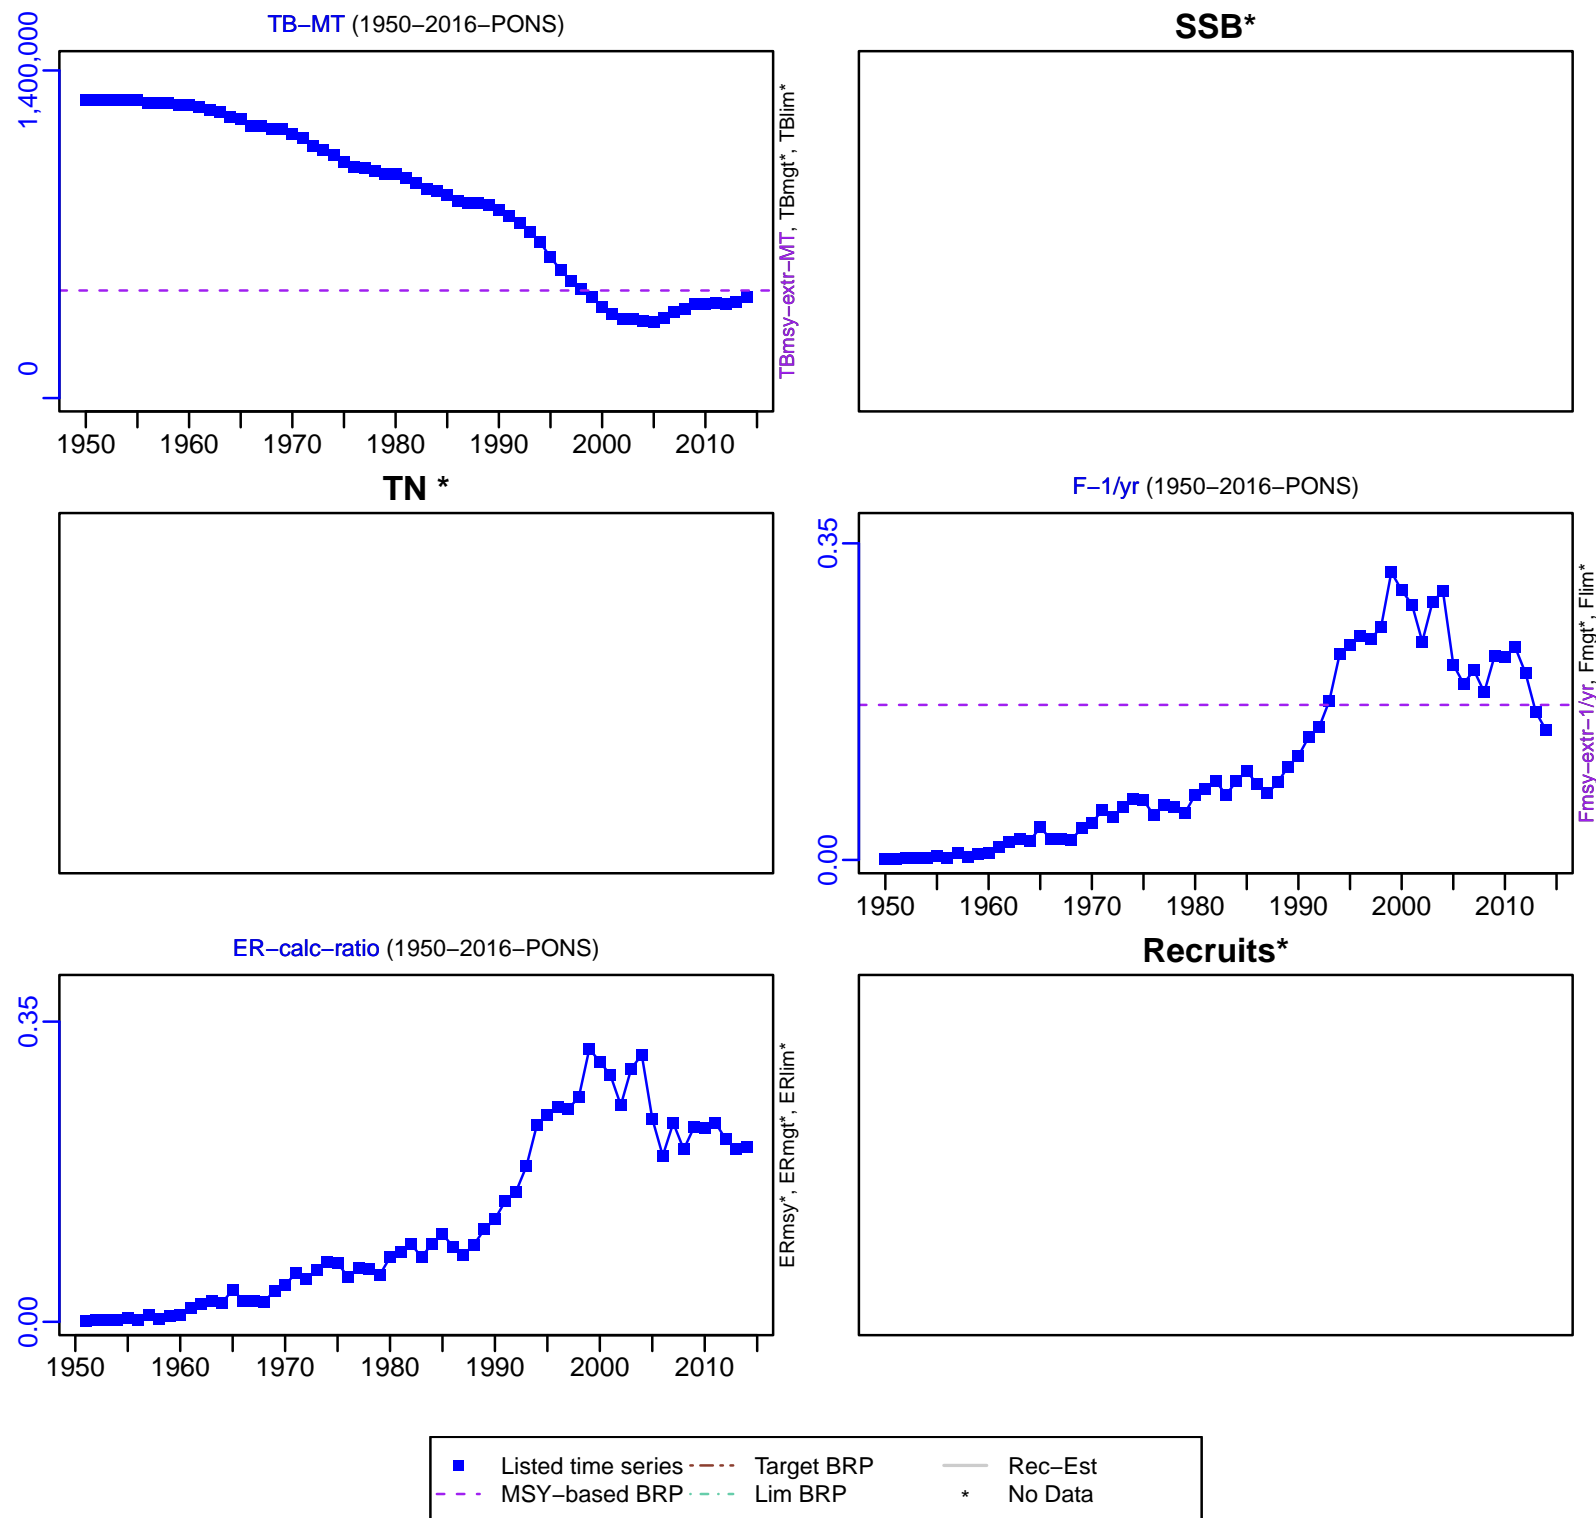 TB−MT (1950−2016−PONS)
1,400,000
0
TBmsy−extr−MT, TBmgt*, TBlim*
1950 1960 1970 1980 1990 2000 2010
SSB*
TN *
F−1/yr (1950−2016−PONS)
0.35
0.00
Fmsy−extr−1/yr, Fmgt*, Flim*
1950 1960 1970 1980 1990 2000 2010
ER−calc−ratio (1950−2016−PONS)
0.35
0.00
ERmsy*, ERmgt*, ERlim*
1950 1960 1970 1980 1990 2000 2010
Recruits*
Listed time series Target BRP Rec−Est
MSY−based BRP Lim BRP * No Data